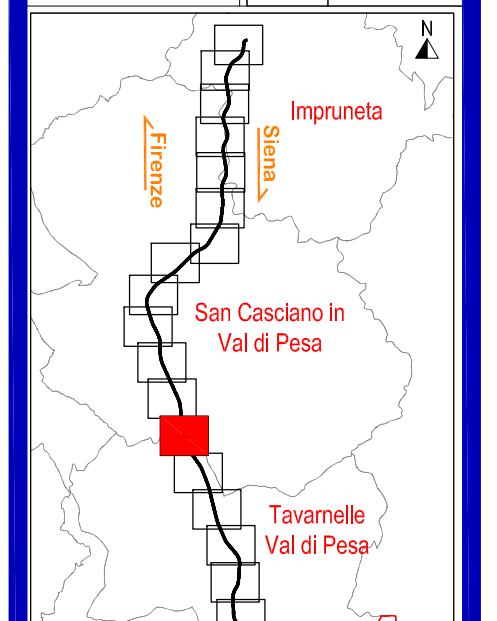 N
Impruneta
Firenze
Siena
San Casciano in
Val di Pesa
Tavarnelle
Val di Pesa